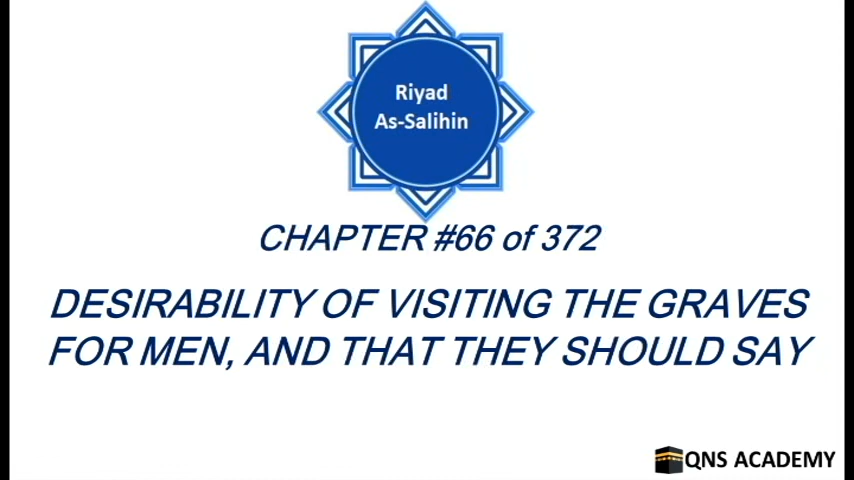 Riyad
As-Salihin
CHAPTER #66 of 372
DESIRABILITY OF VISITING THE GRAVES
FOR MEN, AND THAT THEY SHOULD SAY
QNS ACADEMY